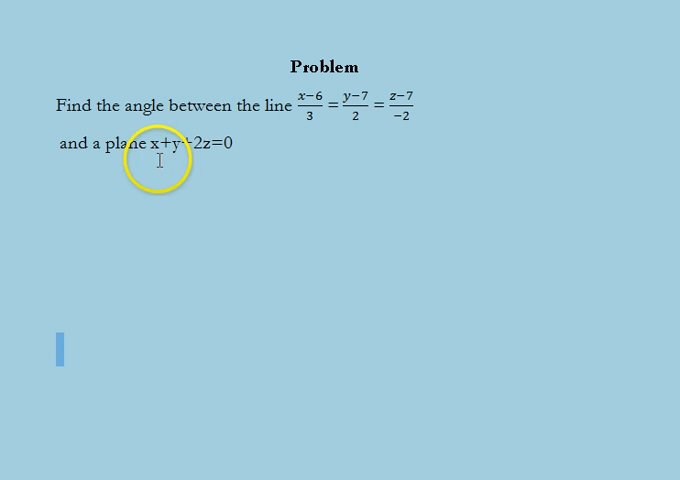 Problem
Find the angle between the line x−6/3 = y−7/2 = z−7/−2
and a plane x+y+2z=0